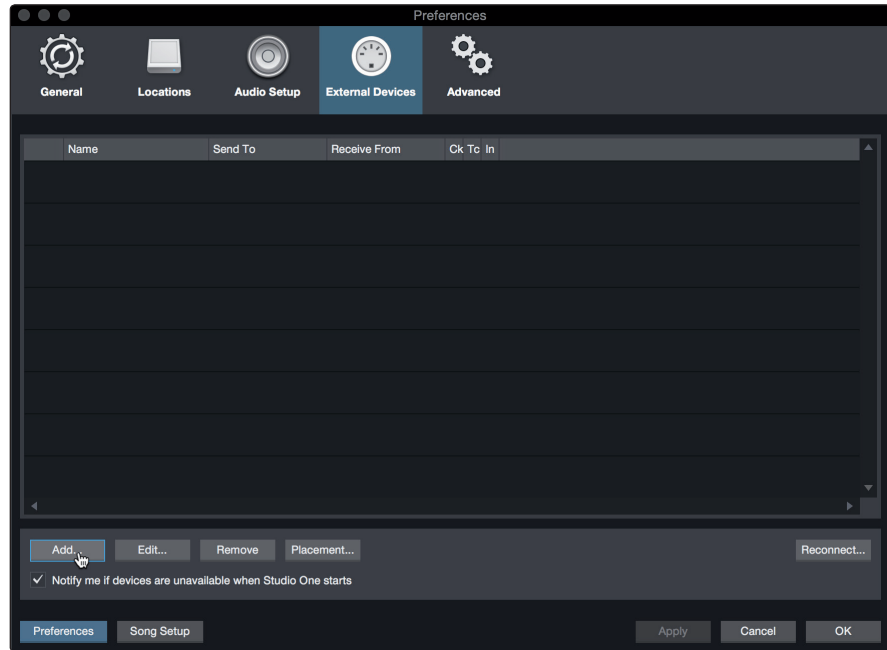 Preferences
General Locations Audio Setup External Devices Advanced
Name Send To Receive From Ck Tc In
Add... Edit... Remove Placement... Reconnect...
Notify me if devices are unavailable when Studio One starts
Preferences Song Setup Apply Cancel OK